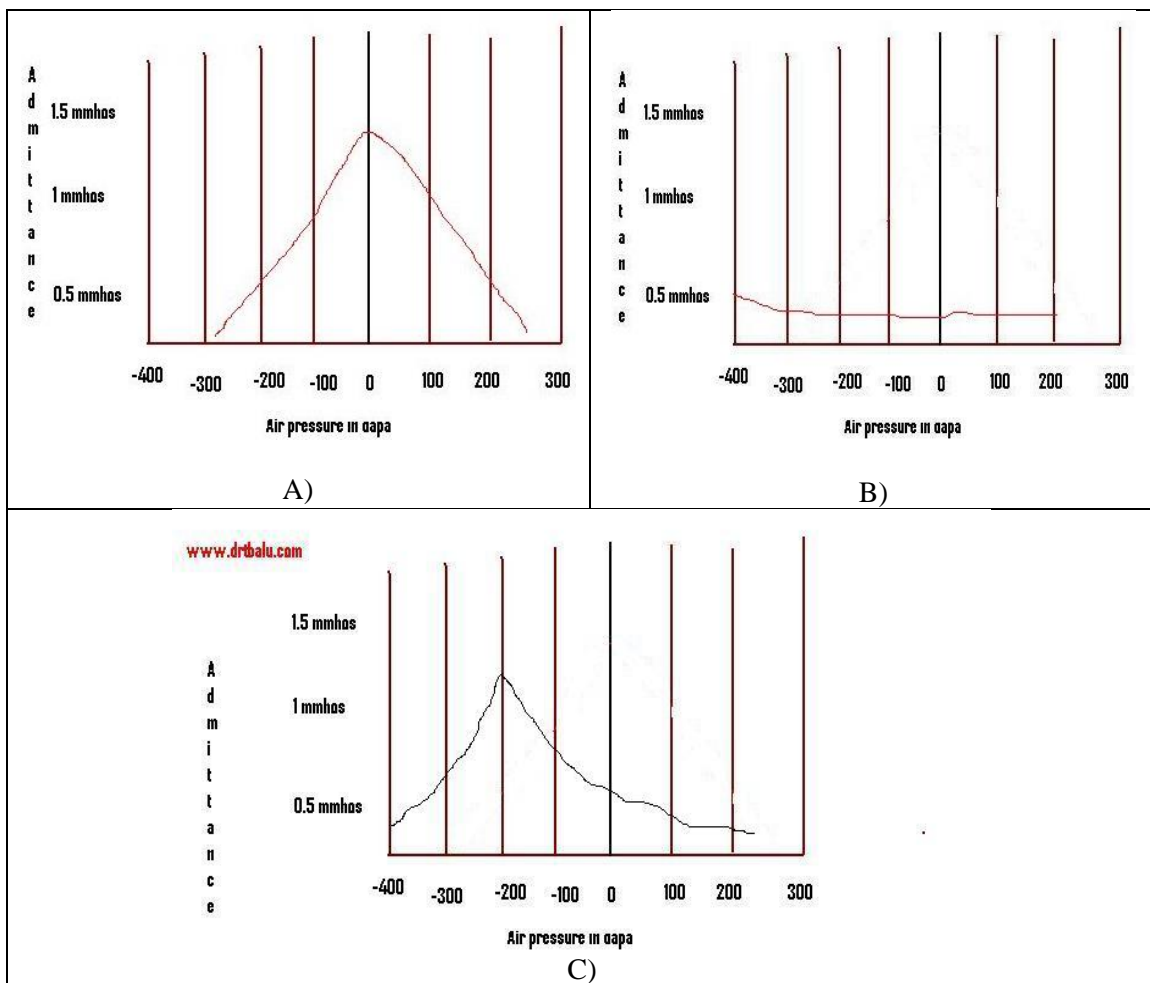 Admittance
1.5 mmhos
1 mmhos
0.5 mmhos
-400 -300 -200 -100 0 100 200 300
Air pressure in dapa
A)
Admittance
1.5 mmhos
1 mmhos
0.5 mmhos
-400 -300 -200 -100 0 100 200 300
Air pressure in dapa
B)
www.drtbalu.com
Admittance
1.5 mmhos
1 mmhos
0.5 mmhos
-400 -300 -200 -100 0 100 200 300
Air pressure in dapa
C)